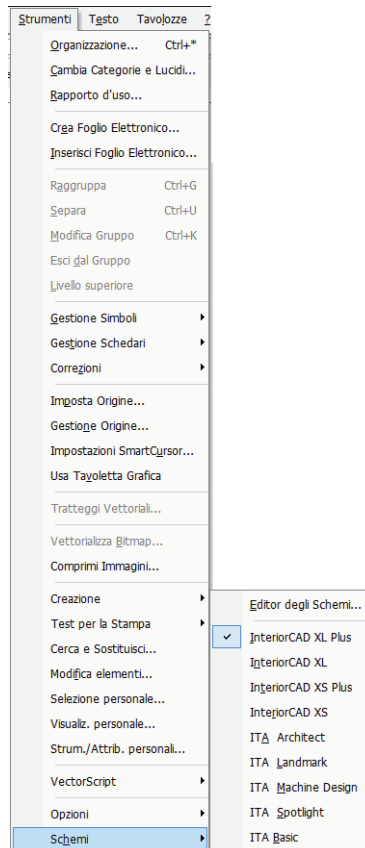 Strumenti Testo Tavolozze ?
Organizzazione... Ctrl+*
Cambia Categorie e Lucidi...
Rapporto d'uso...
Crea Foglio Elettronico...
Inserisci Foglio Elettronico...
Raggruppa Ctrl+G
Separa Ctrl+U
Modifica Gruppo Ctrl+K
Esci dal Gruppo
Livello superiore
Gestione Simboli
Gestione Schedari
Correzioni
Imposta Origine...
Gestione Origine...
Impostazioni SmartCursor...
Usa Tavoletta Grafica
Tratteggi Vettoriali...
Vettorializza Bitmap...
Comprimi Immagini...
Creazione
Test per la Stampa
Cerca e Sostituisci...
Modifica elementi...
Selezione personale...
Visualiz. personale...
Strum./Attrib. personali...
VectorScript
Opzioni
Schemi
Editor degli Schemi...
InteriorCAD XL Plus
InteriorCAD XL
InteriorCAD XS Plus
InteriorCAD XS
ITA Architect
ITA Landmark
ITA Machine Design
ITA Spotlight
ITA Basic